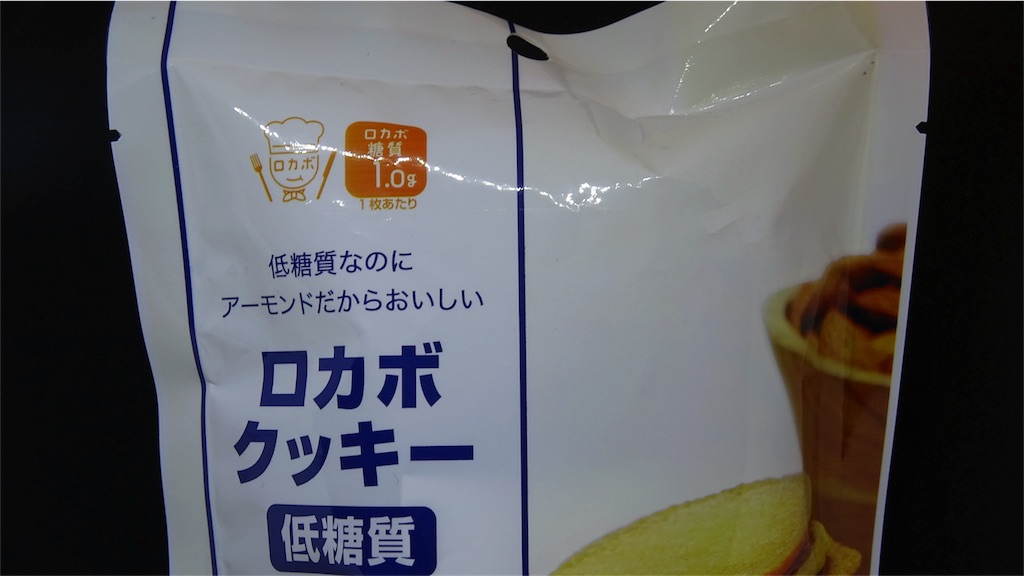 ロカボ
ロカボ
糖質
1.0g
1枚あたり
低糖質なのに
アーモンドだからおいしい
ロカボ
クッキー
低糖質